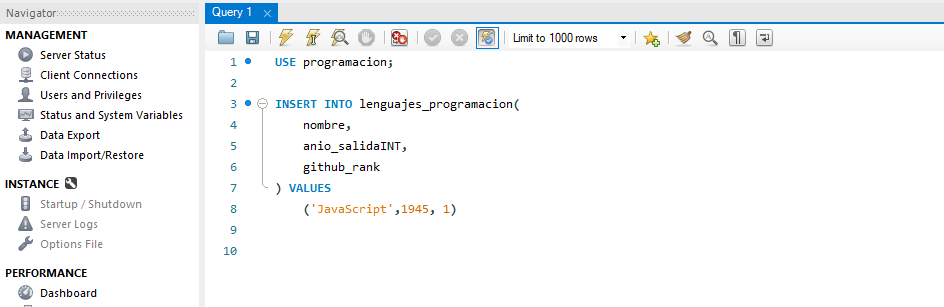 Navigator
MANAGEMENT
Server Status
Client Connections
Users and Privileges
Status and System Variables
Data Export
Data Import/Restore
INSTANCE
Startup / Shutdown
Server Logs
Options File
PERFORMANCE
Dashboard
Query 1
Limit to 1000 rows
1 USE programacion;
2
3 INSERT INTO lenguajes_programacion(
4 nombre,
5 anio_salidaINT,
6 github_rank
7 ) VALUES
8 ('JavaScript',1945, 1)
9
10